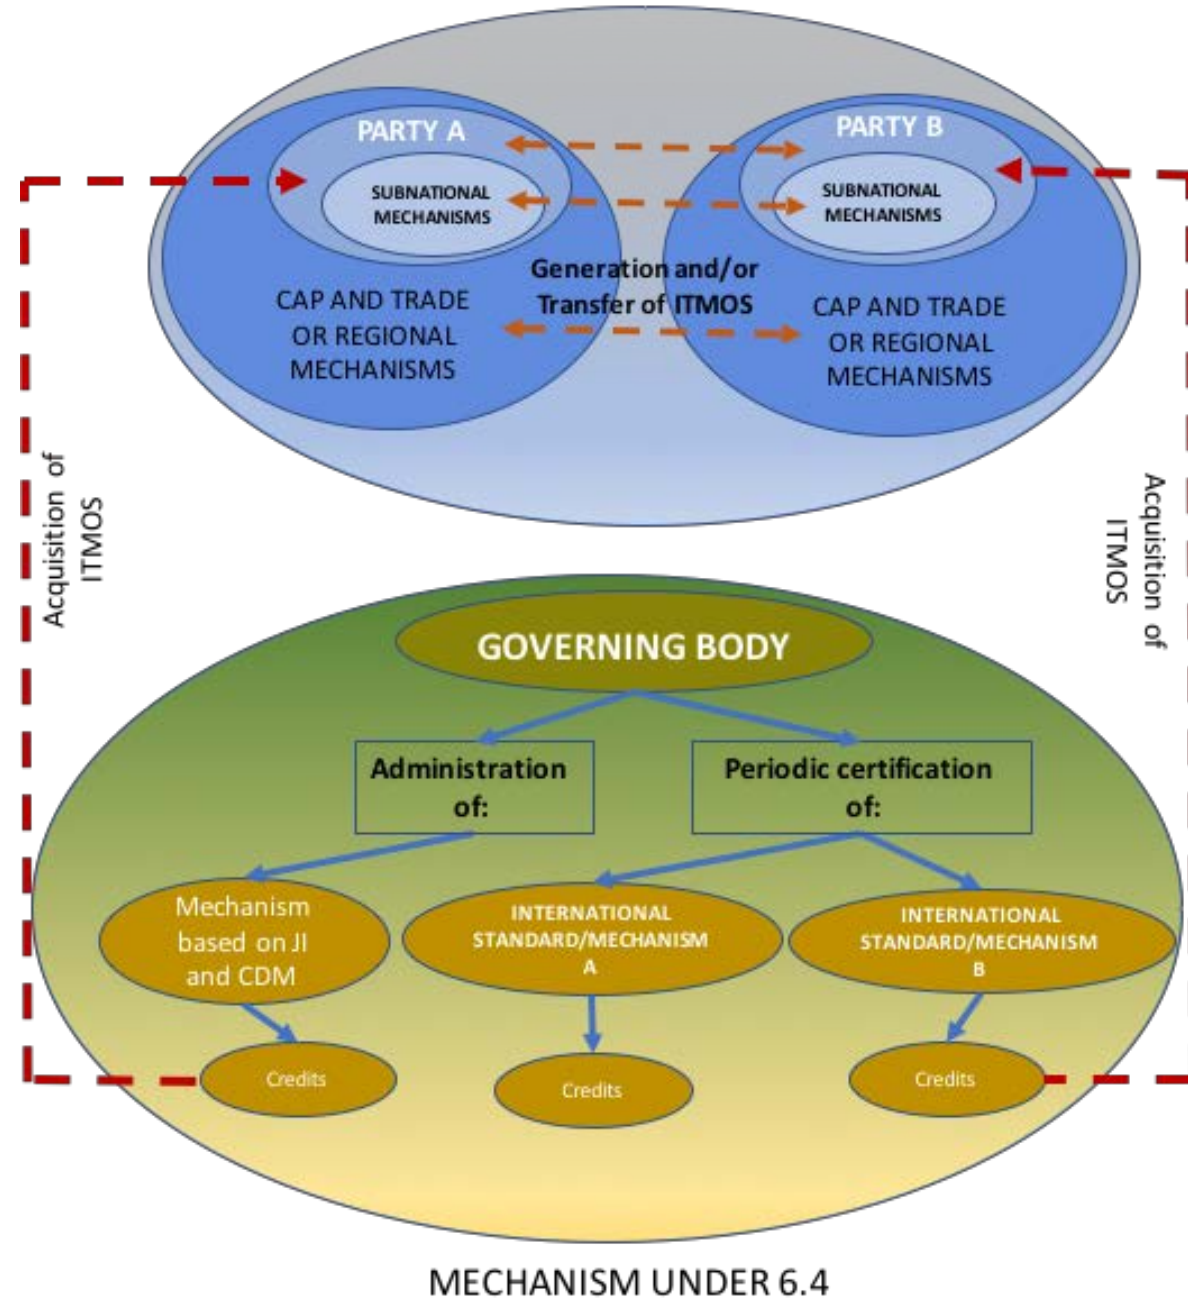 PARTY A
PARTY B
SUBNATIONAL
MECHANISMS
SUBNATIONAL
MECHANISMS
Generation and/or
Transfer of ITMOS
CAP AND TRADE
OR REGIONAL
MECHANISMS
CAP AND TRADE
OR REGIONAL
MECHANISMS
Acquisition of
ITMOS
Acquisition of
ITMOS
GOVERNING BODY
Administration
of:
Periodic certification
of:
Mechanism
based on JI
and CDM
INTERNATIONAL
STANDARD/MECHANISM
A
INTERNATIONAL
STANDARD/MECHANISM
B
Credits
Credits
Credits
MECHANISM UNDER 6.4